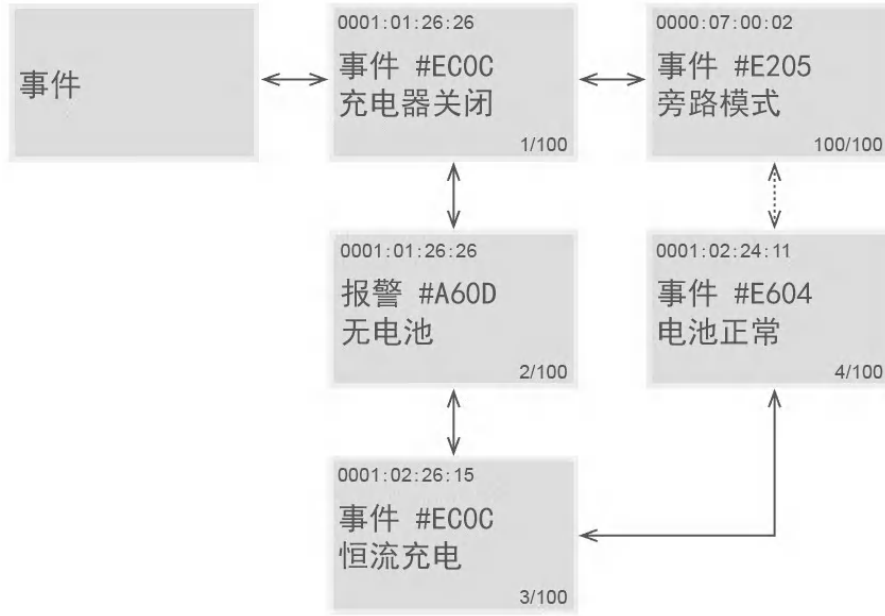 事件
0001:01:26:26
事件 #EC0C
充电器关闭
1/100
0000:07:00:02
事件 #E205
旁路模式
100/100
0001:01:26:26
报警 #A60D
无电池
2/100
0001:02:24:11
事件 #E604
电池正常
4/100
0001:02:26:15
事件 #EC0C
恒流充电
3/100